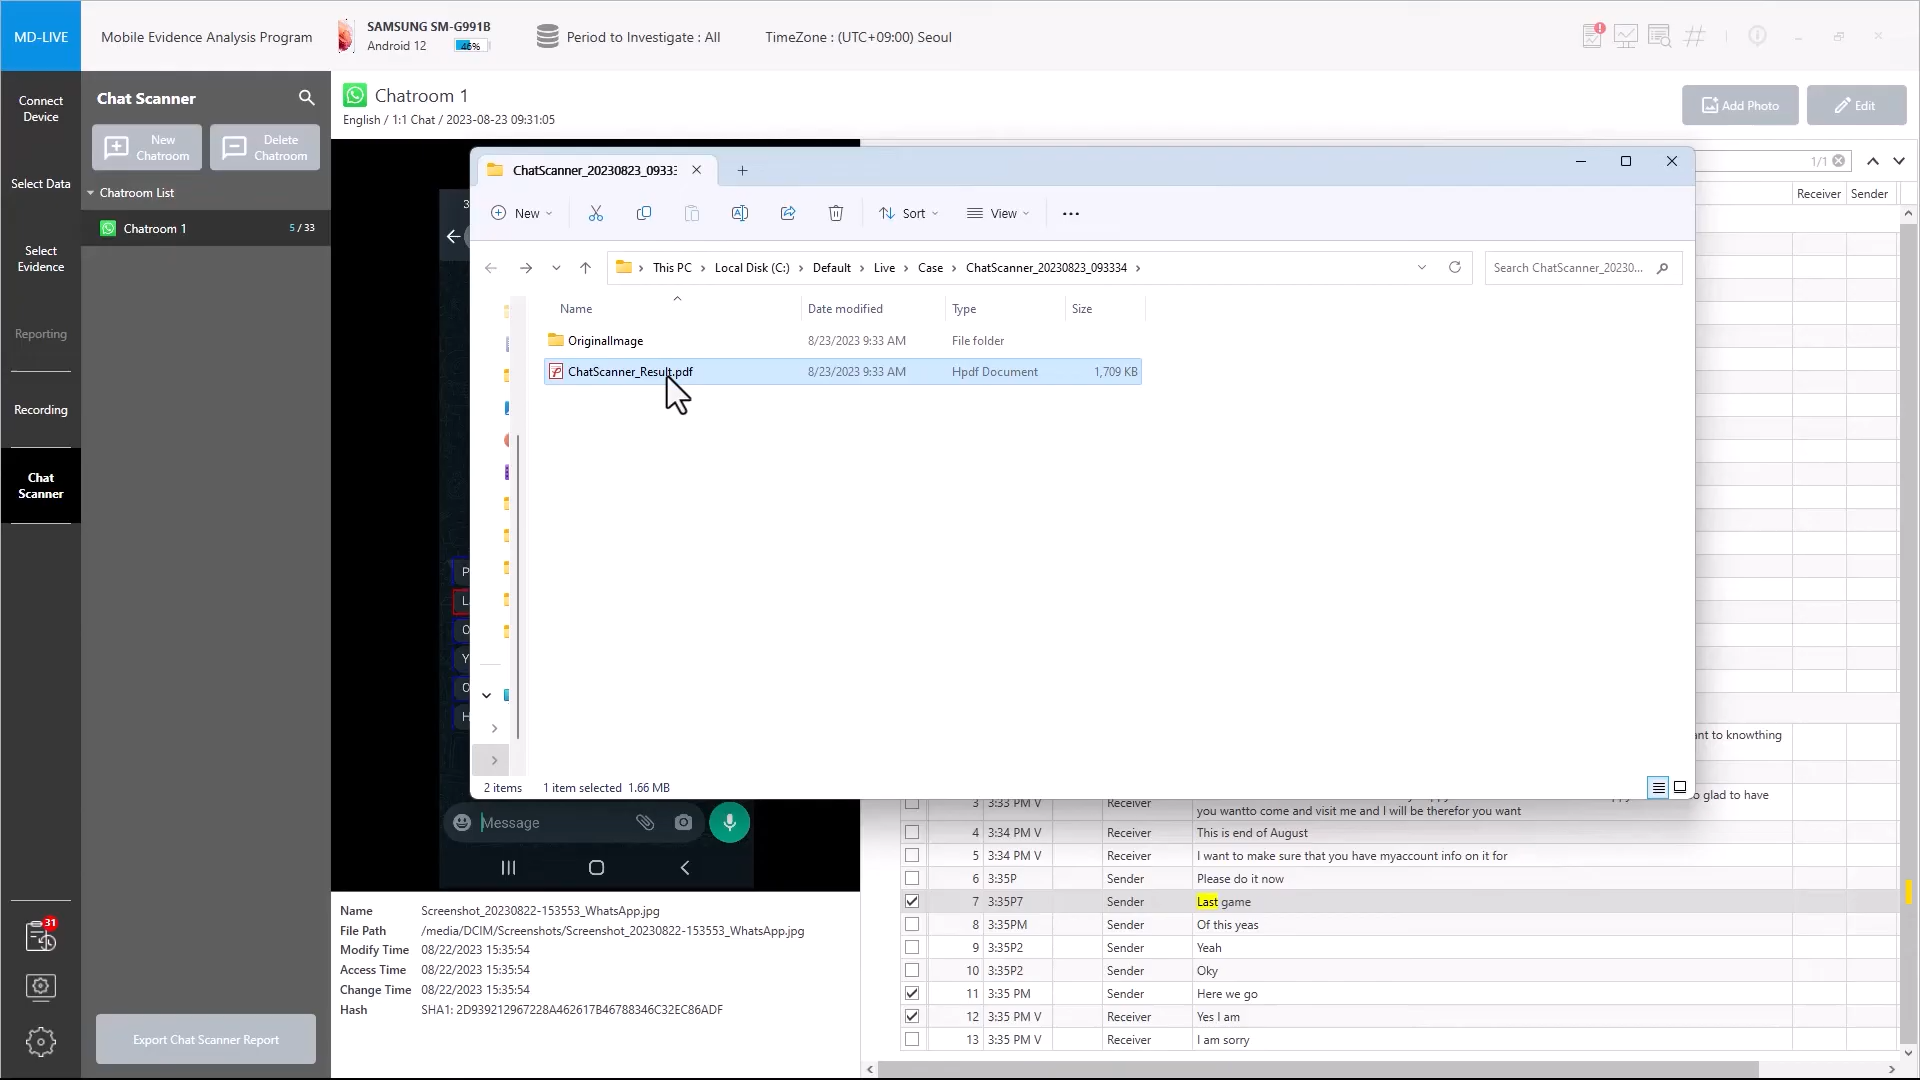 MD-LIVE
Mobile Evidence Analysis Program
SAMSUNG SM-G991B
Android 12
46%
Period to Investigate : All
TimeZone : (UTC+09:00) Seoul
Connect
Device
Select Data
Select
Evidence
Reporting
Recording
Chat
Scanner
31
Chat Scanner
New
Chatroom
Delete
Chatroom
Chatroom List
Chatroom 1
5 / 33
Export Chat Scanner Report
Chatroom 1
English / 1:1 Chat / 2023-08-23 09:31:05
Add Photo
Edit
1/1
Receiver
Sender
ChatScanner_20230823_0933
New
Sort
View
This PC
Local Disk (C:)
Default
Live
Case
ChatScanner_20230823_093334
Search ChatScanner_20230...
Name
Date modified
Type
Size
OriginalImage
8/23/2023 9:33 AM
File folder
ChatScanner_Result.pdf
8/23/2023 9:33 AM
Hpdf Document
1,709 KB
2 items
1 item selected 1.66 MB
Message
Name Screenshot_20230822-153553_WhatsApp.jpg
File Path /media/DCIM/Screenshots/Screenshot_20230822-153553_WhatsApp.jpg
Modify Time 08/22/2023 15:35:54
Access Time 08/22/2023 15:35:54
Change Time 08/22/2023 15:35:54
Hash SHA1: 2D939212967228A462617B46788346C32EC86ADF
to knowthing
glad to have
3 3:33 PM V Receiver
you wantto come and visit me and I will be therefor you want
4 3:34 PM V Receiver This is end of August
5 3:34 PM V Receiver I want to make sure that you have myaccount info on it for
6 3:35P Sender Please do it now
7 3:35P7 Sender Last game
8 3:35PM Sender Of this yeas
9 3:35P2 Sender Yeah
10 3:35P2 Sender Oky
11 3:35 PM Sender Here we go
12 3:35 PM V Receiver Yes I am
13 3:35 PM V Receiver I am sorry